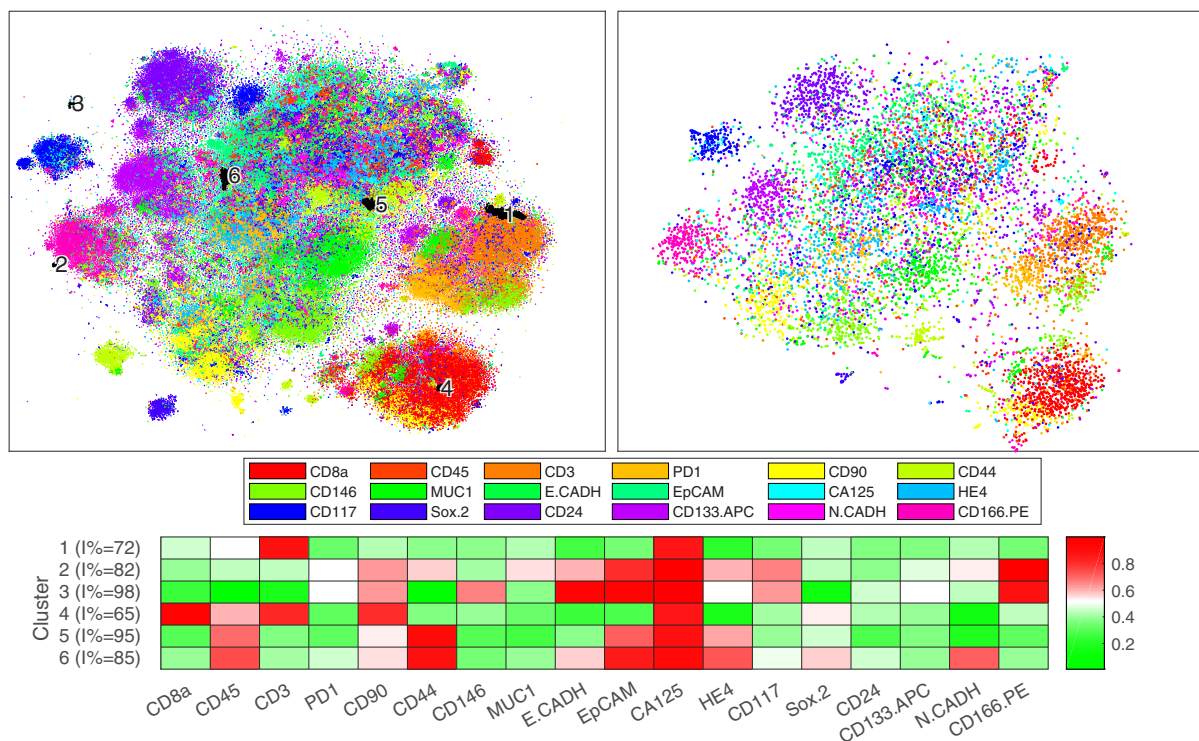 3
6
5
1
2
4
CD8a CD45 CD3 PD1 CD90 CD44
CD146 MUC1 E.CADH EpCAM CA125 HE4
CD117 Sox.2 CD24 CD133.APC N.CADH CD166.PE
Cluster
1 (I%=72)
2 (I%=82)
3 (I%=98)
4 (I%=65)
5 (I%=95)
6 (I%=85)
0.8
0.6
0.4
0.2
CD8a CD45 CD3 PD1 CD90 CD44 CD146 MUC1 E.CADH EpCAM CA125 HE4 CD117 Sox.2 CD24 CD133.APC N.CADH CD166.PE